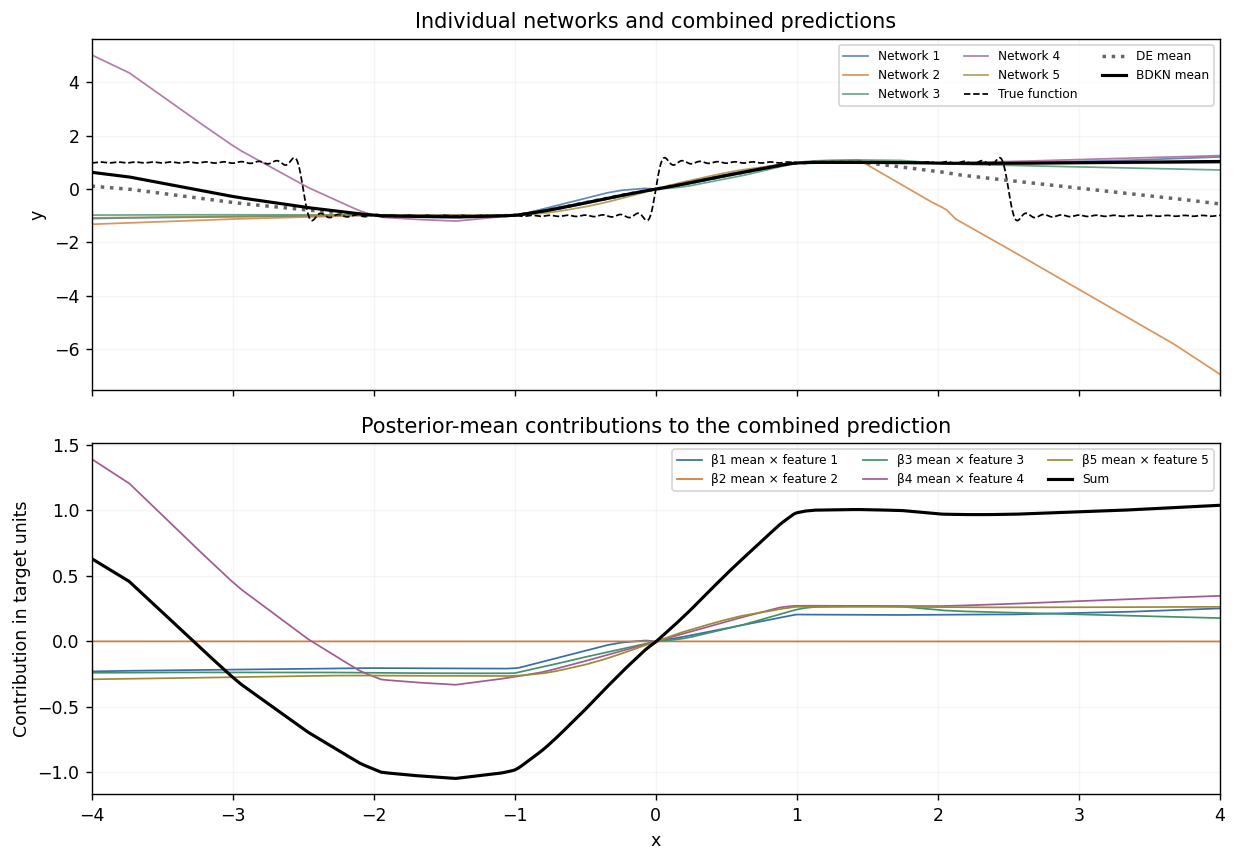 Individual networks and combined predictions
Network 1
Network 2
Network 3
Network 4
Network 5
True function
DE mean
BDKN mean
4
2
0
−2
−4
−6
y
Posterior-mean contributions to the combined prediction
β1 mean × feature 1
β2 mean × feature 2
β3 mean × feature 3
β4 mean × feature 4
β5 mean × feature 5
Sum
1.5
1.0
0.5
0.0
−0.5
−1.0
Contribution in target units
−4
−3
−2
−1
0
1
2
3
4
x